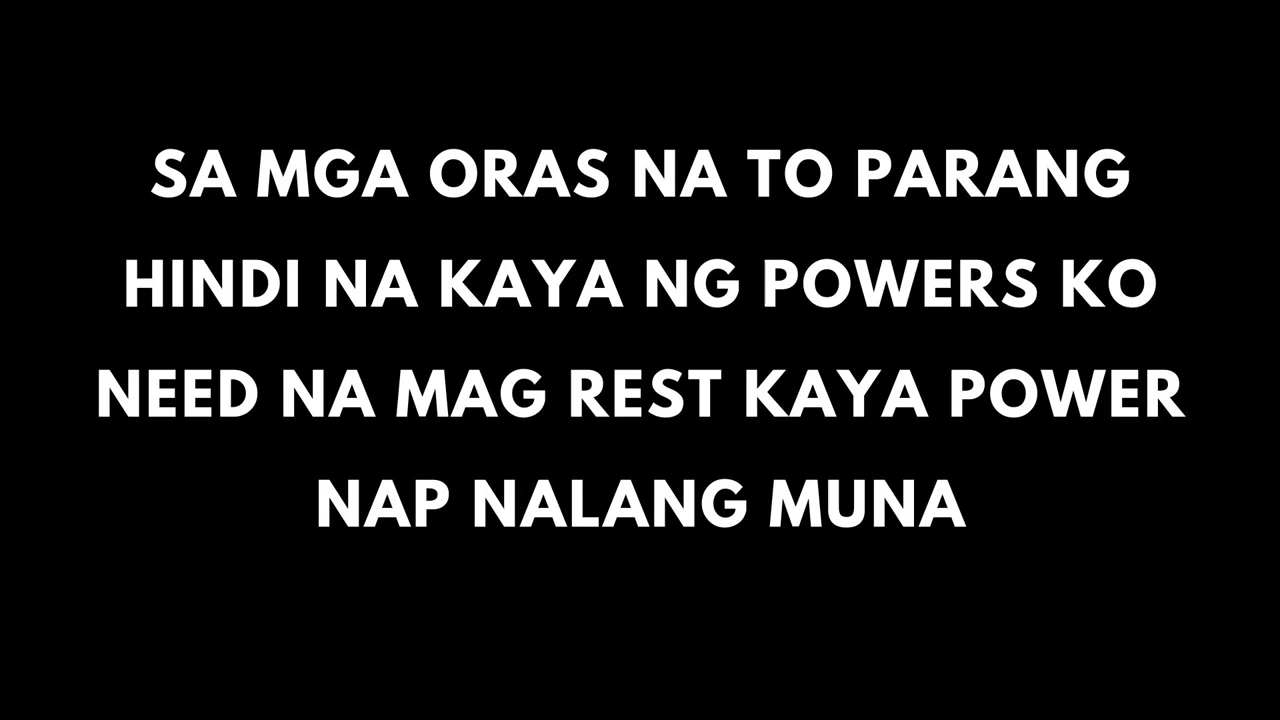 SA MGA ORAS NA TO PARANG
HINDI NA KAYA NG POWERS KO
NEED NA MAG REST KAYA POWER
NAP NALANG MUNA